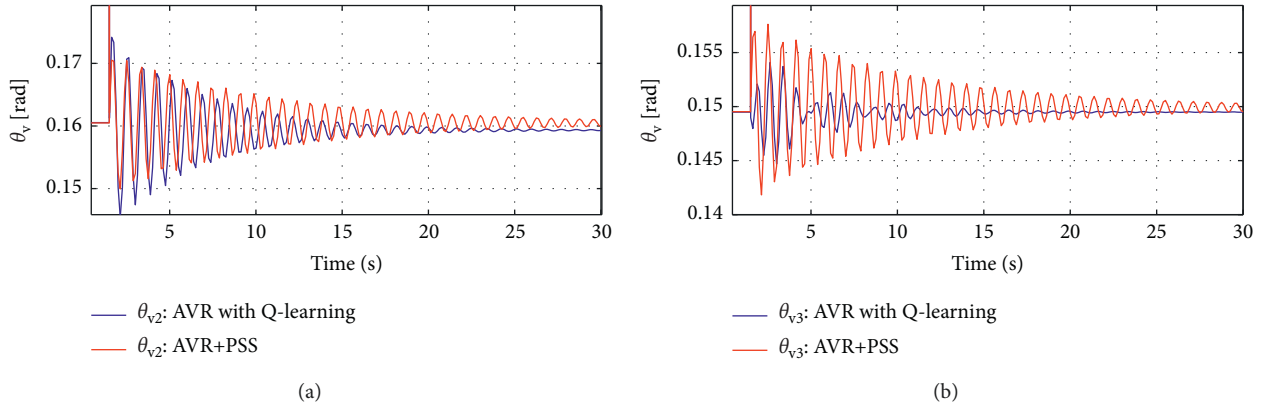 0.17
0.16
0.15
θv [rad]
5 10 15 20 25 30
Time (s)
θv2: AVR with Q-learning
θv2: AVR+PSS
(a)
0.155
0.15
0.145
0.14
θv [rad]
5 10 15 20 25 30
Time (s)
θv3: AVR with Q-learning
θv3: AVR+PSS
(b)